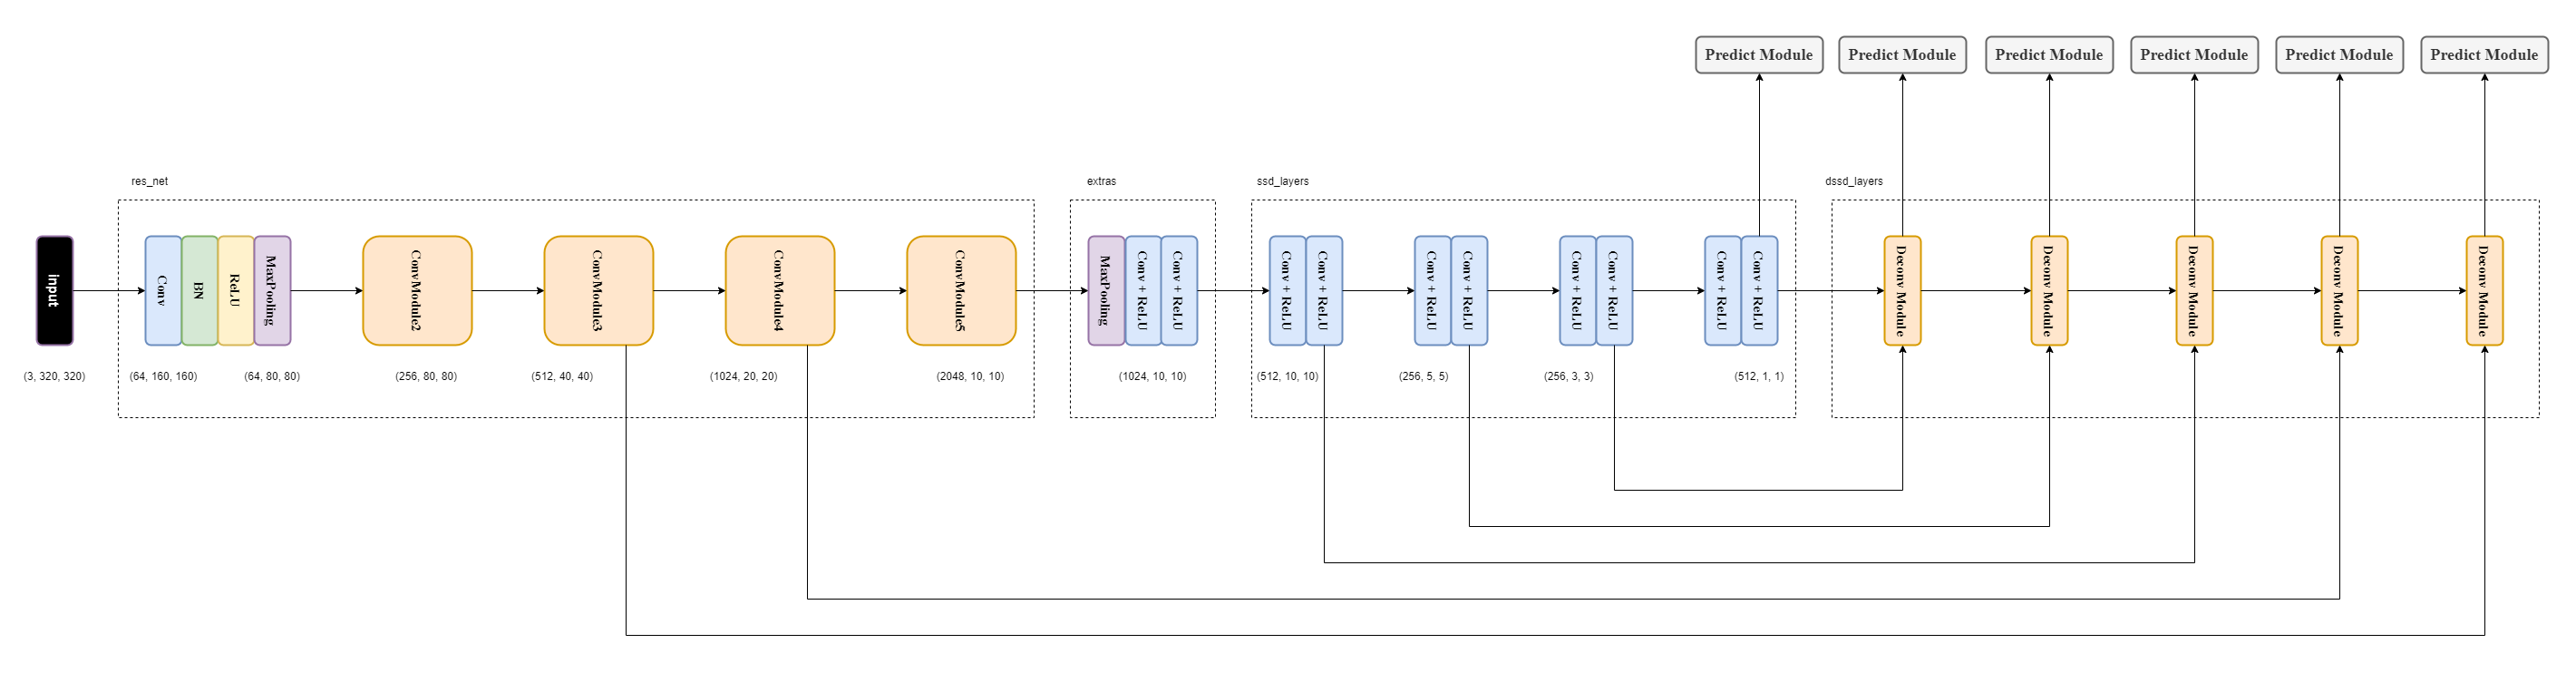 Predict Module
Predict Module
Predict Module
Predict Module
Predict Module
Predict Module
res_net
extras
ssd_layers
dssd_layers
input
Conv
BN
ReLU
MaxPooling
ConvModule2
ConvModule3
ConvModule4
ConvModule5
MaxPooling
Conv + ReLU
Conv + ReLU
Conv + ReLU
Conv + ReLU
Conv + ReLU
Conv + ReLU
Conv + ReLU
Conv + ReLU
Conv + ReLU
Conv + ReLU
Deconv Module
Deconv Module
Deconv Module
Deconv Module
Deconv Module
(3, 320, 320)
(64, 160, 160)
(64, 80, 80)
(256, 80, 80)
(512, 40, 40)
(1024, 20, 20)
(2048, 10, 10)
(1024, 10, 10)
(512, 10, 10)
(256, 5, 5)
(256, 3, 3)
(512, 1, 1)